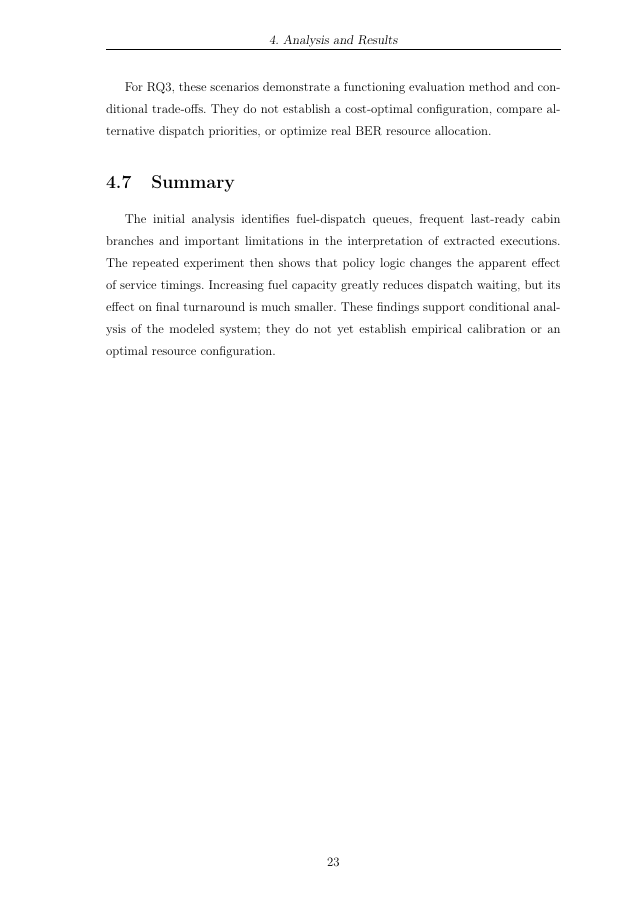 4. Analysis and Results
For RQ3, these scenarios demonstrate a functioning evaluation method and con-
ditional trade-offs. They do not establish a cost-optimal configuration, compare al-
ternative dispatch priorities, or optimize real BER resource allocation.
4.7 Summary
The initial analysis identifies fuel-dispatch queues, frequent last-ready cabin
branches and important limitations in the interpretation of extracted executions.
The repeated experiment then shows that policy logic changes the apparent effect
of service timings. Increasing fuel capacity greatly reduces dispatch waiting, but its
effect on final turnaround is much smaller. These findings support conditional anal-
ysis of the modeled system; they do not yet establish empirical calibration or an
optimal resource configuration.
23